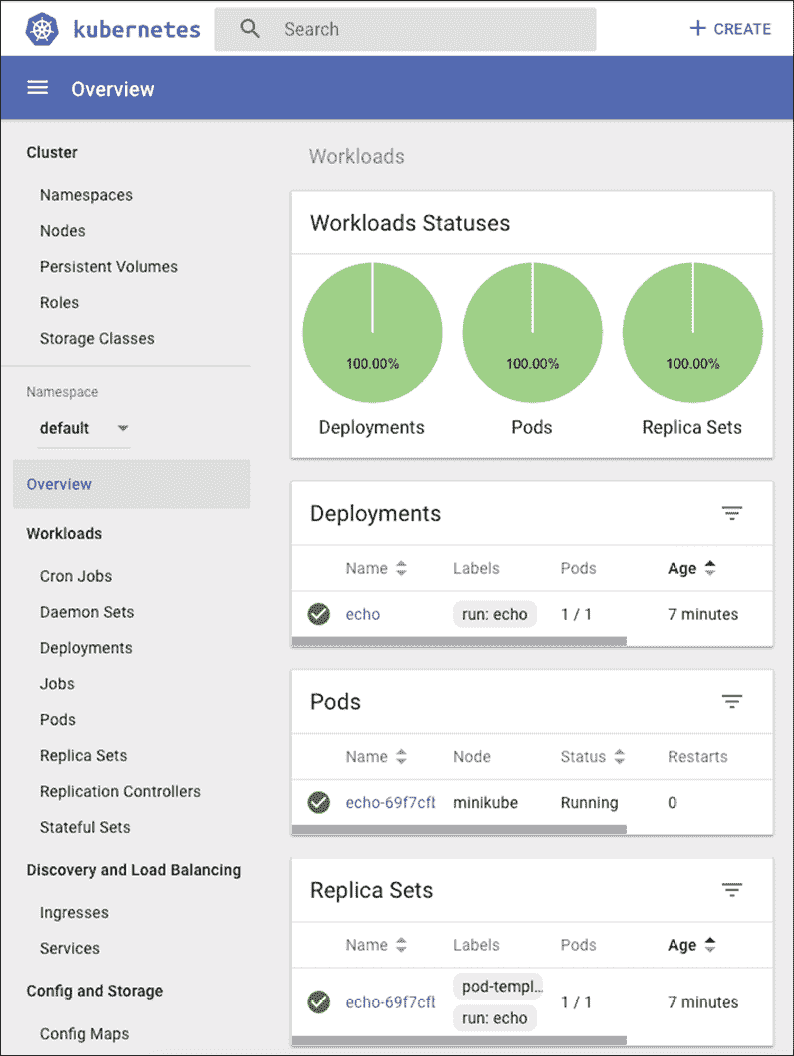 kubernetes
Search
+ CREATE
Overview
Cluster
Namespaces
Nodes
Persistent Volumes
Roles
Storage Classes
Namespace
default
Overview
Workloads
Cron Jobs
Daemon Sets
Deployments
Jobs
Pods
Replica Sets
Replication Controllers
Stateful Sets
Discovery and Load Balancing
Ingresses
Services
Config and Storage
Config Maps
Workloads
Workloads Statuses
100.00% 100.00% 100.00%
Deployments Pods Replica Sets
Deployments
Name Labels Pods Age
echo run: echo 1 / 1 7 minutes
Pods
Name Node Status Restarts
echo-69f7cfb minikube Running 0
Replica Sets
Name Labels Pods Age
pod-templ...
echo-69f7cfb 1 / 1 7 minutes
run: echo